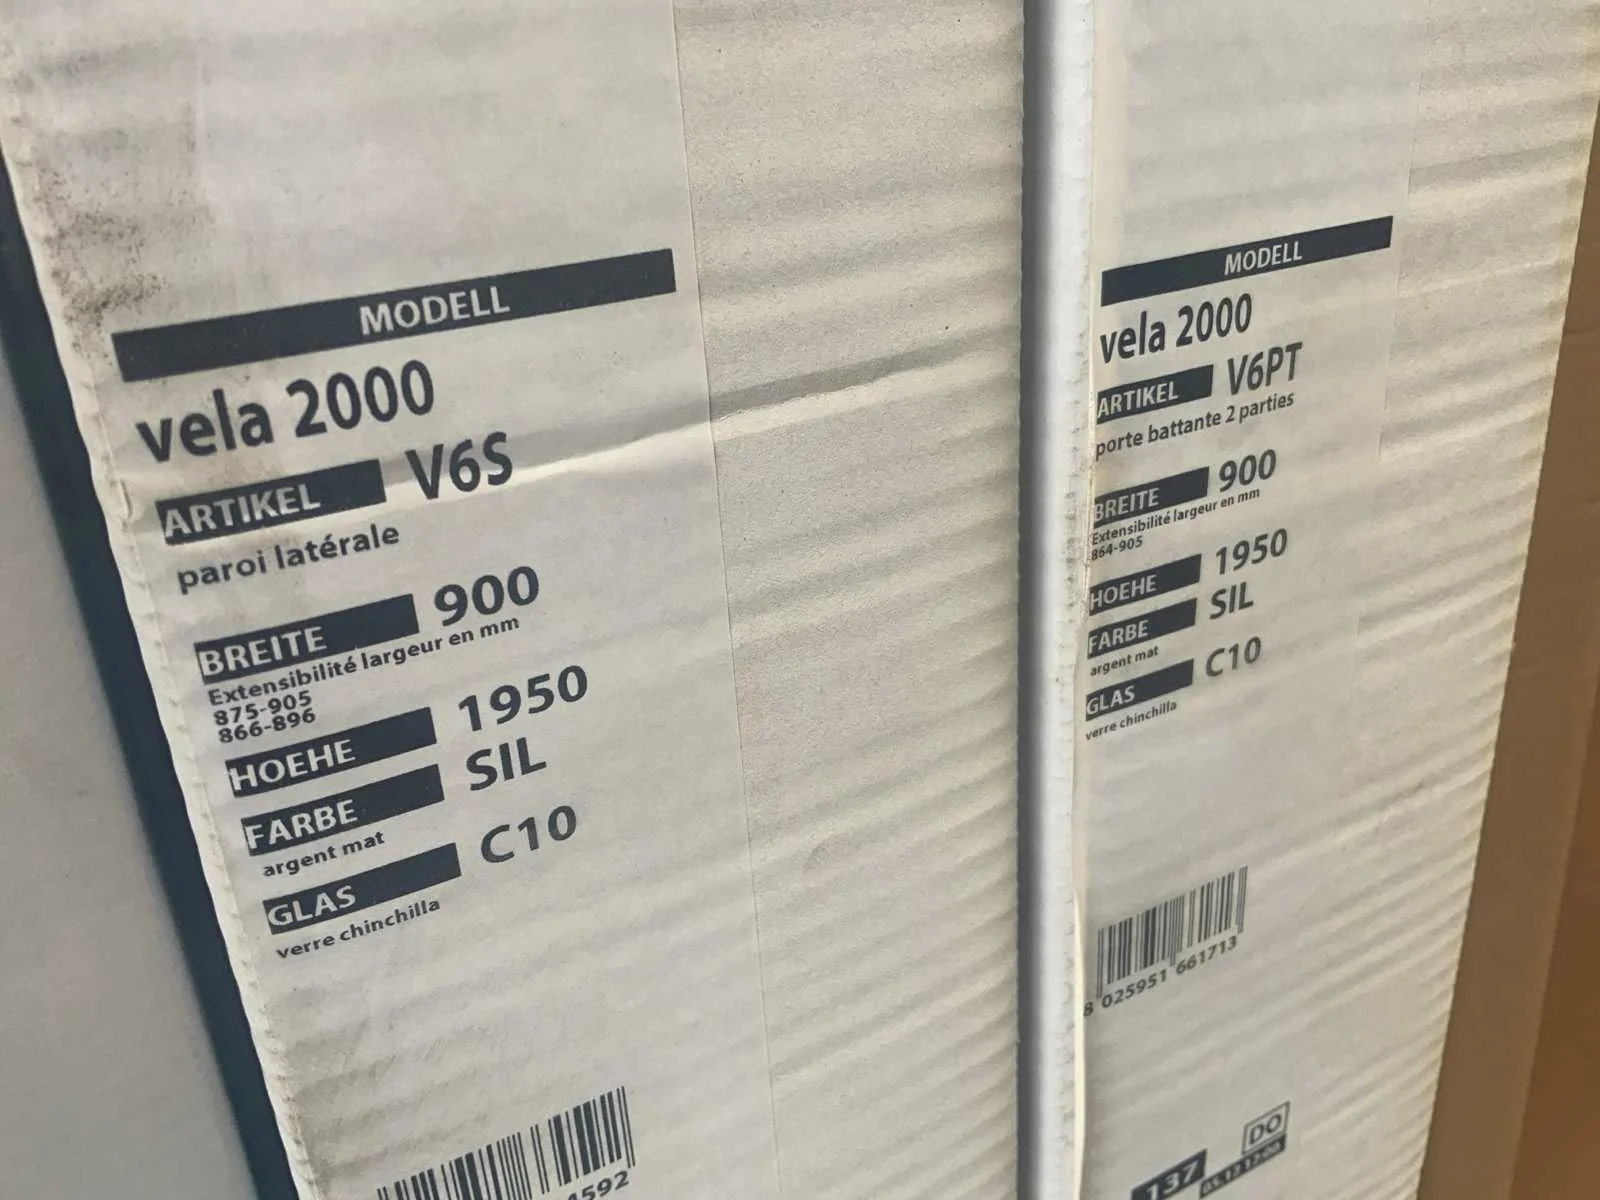 MODELL
vela 2000
ARTIKEL V6S
paroi latérale
BREITE 900
Extensibilité largeur en mm
875-905
866-896
HOEHE 1950
FARBE SIL
argent mat
GLAS C10
verre chinchilla
4592
MODELL
vela 2000
ARTIKEL V6PT
porte battante 2 parties
BREITE 900
Extensibilité largeur en mm
864-905
HOEHE 1950
FARBE SIL
argent mat
GLAS C10
verre chinchilla
8 025951 661713
DO
137